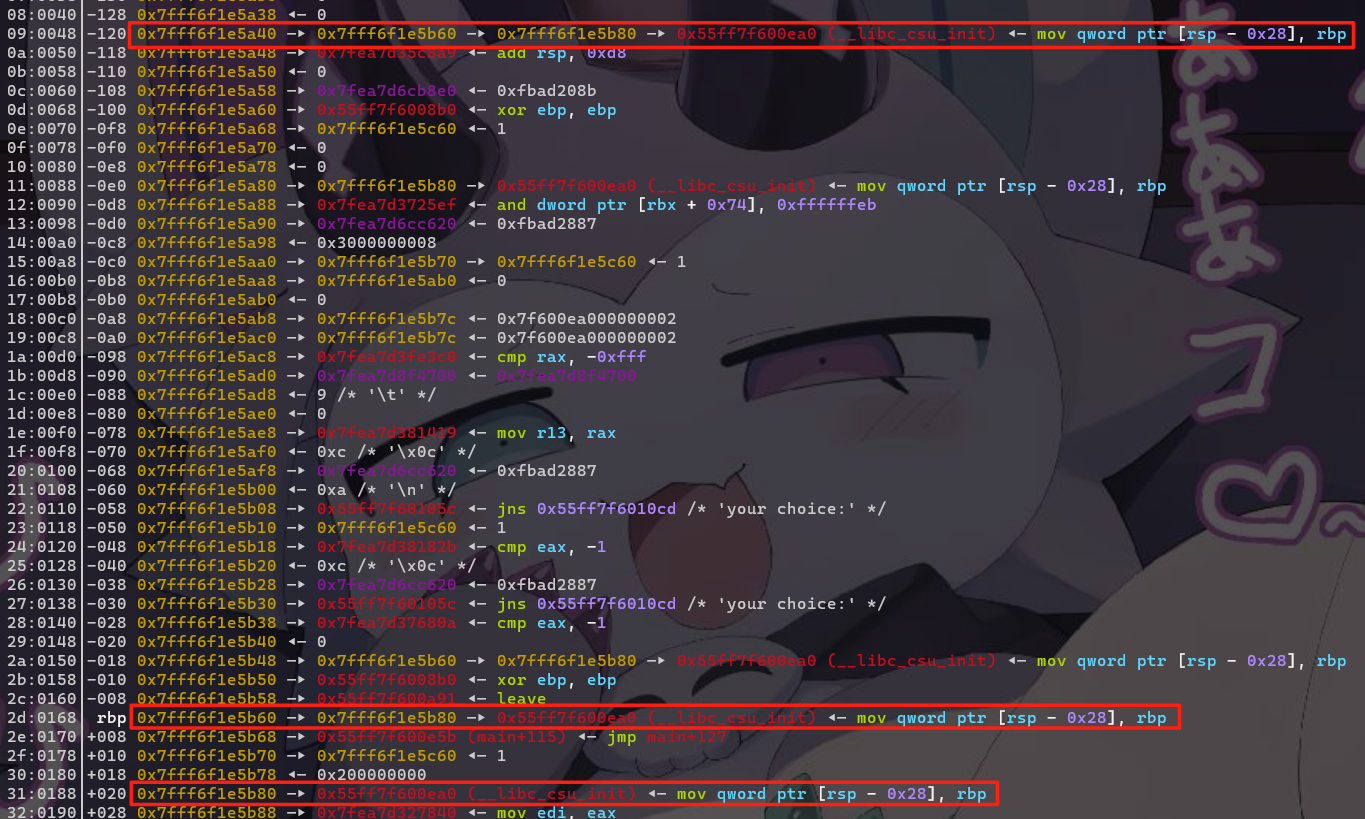 08:0040│-128 0x7fff6f1e5a38 ◂— 0
09:0048│-120 0x7fff6f1e5a40 —▸ 0x7fff6f1e5b60 —▸ 0x7fff6f1e5b80 —▸ 0x55ff7f600ea0 (__libc_csu_init) ◂— mov qword ptr [rsp - 0x28], rbp
0a:0050│-118 0x7fff6f1e5a48 —▸ 0x7fea7d35c8a9 ◂— add rsp, 0xd8
0b:0058│-110 0x7fff6f1e5a50 ◂— 0
0c:0060│-108 0x7fff6f1e5a58 —▸ 0x7fea7d6cb8e0 ◂— 0xfbad208b
0d:0068│-100 0x7fff6f1e5a60 —▸ 0x55ff7f6008b0 ◂— xor ebp, ebp
0e:0070│-0f8 0x7fff6f1e5a68 —▸ 0x7fff6f1e5c60 ◂— 1
0f:0078│-0f0 0x7fff6f1e5a70 ◂— 0
10:0080│-0e8 0x7fff6f1e5a78 ◂— 0
11:0088│-0e0 0x7fff6f1e5a80 —▸ 0x7fff6f1e5b80 —▸ 0x55ff7f600ea0 (__libc_csu_init) ◂— mov qword ptr [rsp - 0x28], rbp
12:0090│-0d8 0x7fff6f1e5a88 —▸ 0x7fea7d3725ef ◂— and dword ptr [rbx + 0x74], 0xffffffeb
13:0098│-0d0 0x7fff6f1e5a90 —▸ 0x7fea7d6cc620 ◂— 0xfbad2887
14:00a0│-0c8 0x7fff6f1e5a98 ◂— 0x3000000008
15:00a8│-0c0 0x7fff6f1e5aa0 —▸ 0x7fff6f1e5b70 —▸ 0x7fff6f1e5c60 ◂— 1
16:00b0│-0b8 0x7fff6f1e5aa8 —▸ 0x7fff6f1e5ab0 ◂— 0
17:00b8│-0b0 0x7fff6f1e5ab0 ◂— 0
18:00c0│-0a8 0x7fff6f1e5ab8 —▸ 0x7fff6f1e5b7c ◂— 0x7f600ea000000002
19:00c8│-0a0 0x7fff6f1e5ac0 —▸ 0x7fff6f1e5b7c ◂— 0x7f600ea000000002
1a:00d0│-098 0x7fff6f1e5ac8 —▸ 0x7fea7d3fe3c0 ◂— cmp rax, -0xfff
1b:00d8│-090 0x7fff6f1e5ad0 —▸ 0x7fea7d8f4700 ◂— 0x7fea7d8f4700
1c:00e0│-088 0x7fff6f1e5ad8 ◂— 9 /* '\t' */
1d:00e8│-080 0x7fff6f1e5ae0 ◂— 0
1e:00f0│-078 0x7fff6f1e5ae8 —▸ 0x7fea7d381419 ◂— mov r13, rax
1f:00f8│-070 0x7fff6f1e5af0 ◂— 0xc /* '\x0c' */
20:0100│-068 0x7fff6f1e5af8 —▸ 0x7fea7d6cc620 ◂— 0xfbad2887
21:0108│-060 0x7fff6f1e5b00 ◂— 0xa /* '\n' */
22:0110│-058 0x7fff6f1e5b08 —▸ 0x55ff7f60105c ◂— jns 0x55ff7f6010cd /* 'your choice:' */
23:0118│-050 0x7fff6f1e5b10 —▸ 0x7fff6f1e5c60 ◂— 1
24:0120│-048 0x7fff6f1e5b18 —▸ 0x7fea7d38182b ◂— cmp eax, -1
25:0128│-040 0x7fff6f1e5b20 ◂— 0xc /* '\x0c' */
26:0130│-038 0x7fff6f1e5b28 —▸ 0x7fea7d6cc620 ◂— 0xfbad2887
27:0138│-030 0x7fff6f1e5b30 —▸ 0x55ff7f60105c ◂— jns 0x55ff7f6010cd /* 'your choice:' */
28:0140│-028 0x7fff6f1e5b38 —▸ 0x7fea7d37680a ◂— cmp eax, -1
29:0148│-020 0x7fff6f1e5b40 ◂— 0
2a:0150│-018 0x7fff6f1e5b48 —▸ 0x7fff6f1e5b60 —▸ 0x7fff6f1e5b80 —▸ 0x55ff7f600ea0 (__libc_csu_init) ◂— mov qword ptr [rsp - 0x28], rbp
2b:0158│-010 0x7fff6f1e5b50 —▸ 0x55ff7f6008b0 ◂— xor ebp, ebp
2c:0160│-008 0x7fff6f1e5b58 —▸ 0x55ff7f600a91 ◂— leave
2d:0168│ rbp 0x7fff6f1e5b60 —▸ 0x7fff6f1e5b80 —▸ 0x55ff7f600ea0 (__libc_csu_init) ◂— mov qword ptr [rsp - 0x28], rbp
2e:0170│+008 0x7fff6f1e5b68 —▸ 0x55ff7f600e5b (main+115) ◂— jmp main+127
2f:0178│+010 0x7fff6f1e5b70 —▸ 0x7fff6f1e5c60 ◂— 1
30:0180│+018 0x7fff6f1e5b78 ◂— 0x200000000
31:0188│+020 0x7fff6f1e5b80 —▸ 0x55ff7f600ea0 (__libc_csu_init) ◂— mov qword ptr [rsp - 0x28], rbp
32:0190│+028 0x7fff6f1e5b88 —▸ 0x7fea7d327840 ◂— mov edi, eax